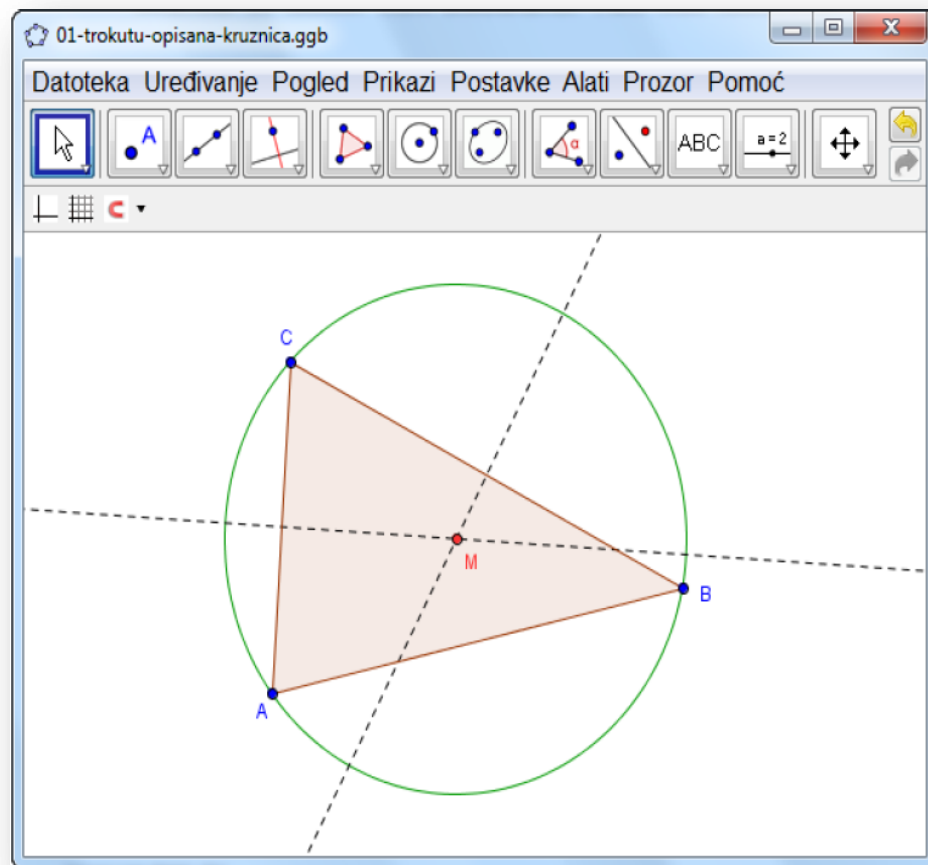 01-trokutu-opisana-kruznica.ggb
Datoteka Uređivanje Pogled Prikazi Postavke Alati Prozor Pomoć
A α ABC a=2
C
M
B
A